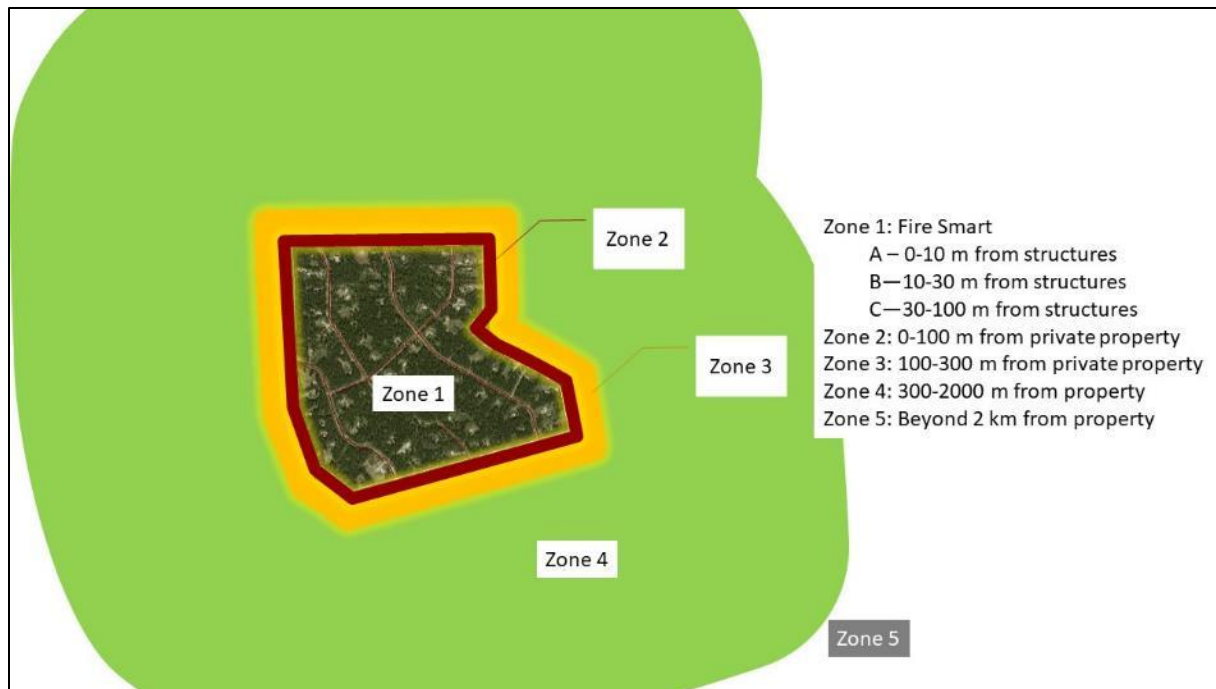 Zone 2
Zone 3
Zone 1
Zone 4
Zone 5
Zone 1: Fire Smart
A – 0-10 m from structures
B—10-30 m from structures
C—30-100 m from structures
Zone 2: 0-100 m from private property
Zone 3: 100-300 m from private property
Zone 4: 300-2000 m from property
Zone 5: Beyond 2 km from property